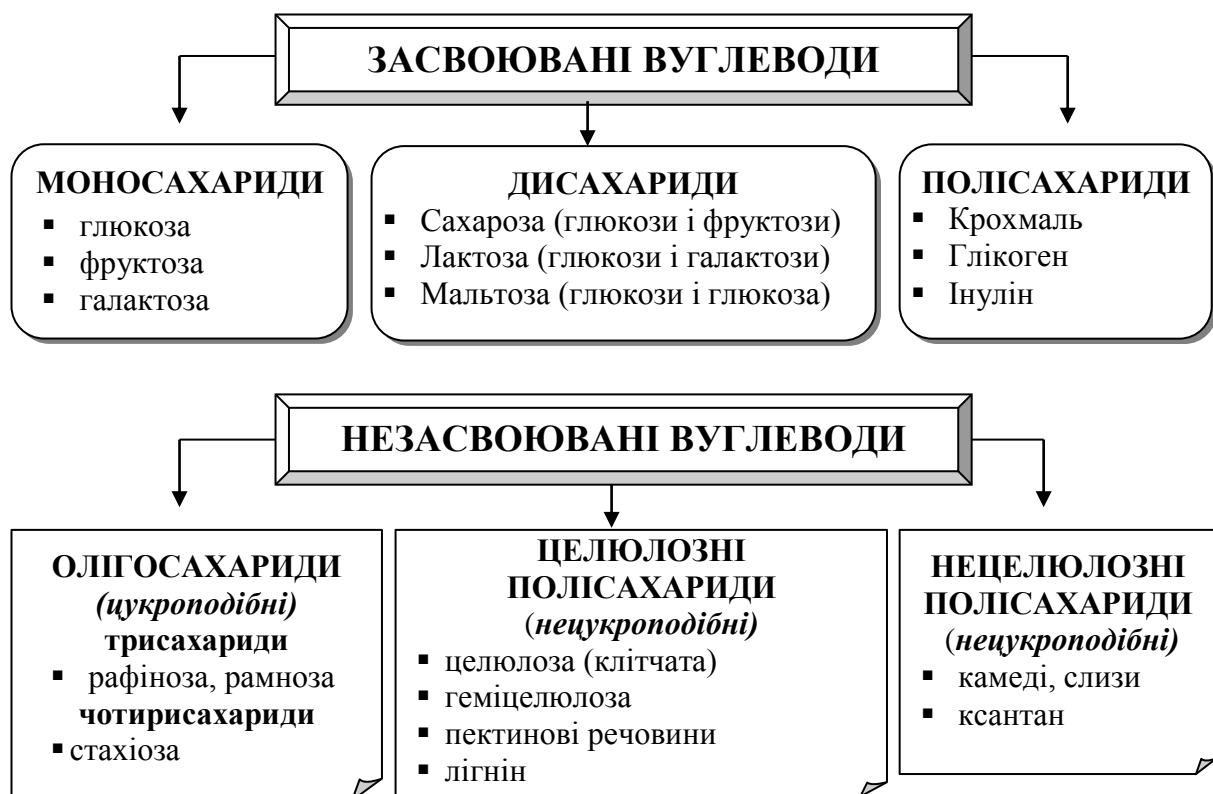 ЗАСВОЮВАНІ ВУГЛЕВОДИ
МОНОСАХАРИДИ
▪ глюкоза
▪ фруктоза
▪ галактоза
ДИСАХАРИДИ
▪ Сахароза (глюкози і фруктози)
▪ Лактоза (глюкози і галактози)
▪ Мальтоза (глюкози і глюкоза)
ПОЛІСАХАРИДИ
▪ Крохмаль
▪ Глікоген
▪ Інулін
НЕЗАСВОЮВАНІ ВУГЛЕВОДИ
ОЛІГОСАХАРИДИ
(цукроподібні)
трисахариди
▪ рафіноза, рамноза
чотирисахариди
▪ стахіоза
ЦЕЛЮЛОЗНІ
ПОЛІСАХАРИДИ
(нецукроподібні)
▪ целюлоза (клітчата)
▪ геміцелюлоза
▪ пектинові речовини
▪ лігнін
НЕЦЕЛЮЛОЗНІ
ПОЛІСАХАРИДИ
(нецукроподібні)
▪ камеді, слизи
▪ ксантан